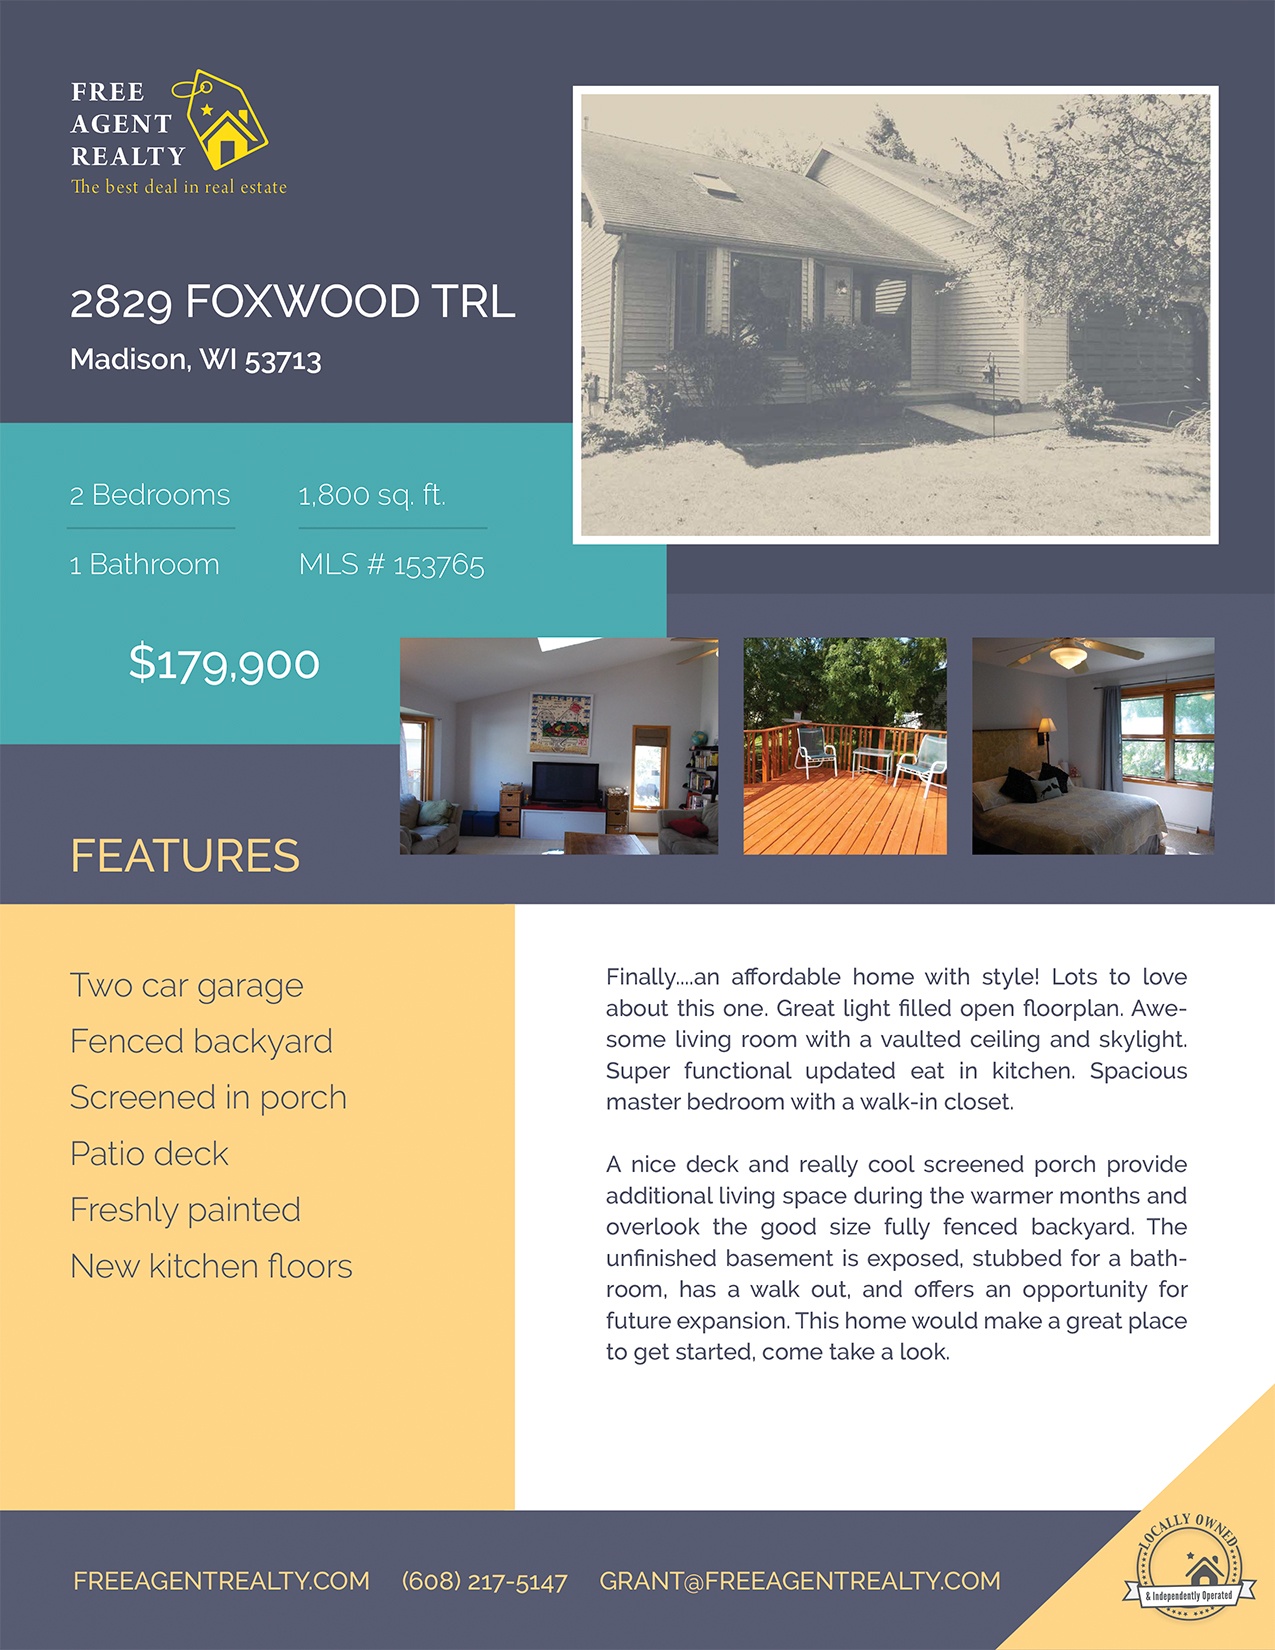 FREE
AGENT
REALTY
The best deal in real estate
2829 FOXWOOD TRL
Madison, WI 53713
2 Bedrooms
1,800 sq. ft.
1 Bathroom
MLS # 153765
$179,900
FEATURES
Two car garage
Fenced backyard
Screened in porch
Patio deck
Freshly painted
New kitchen floors
Finally....an affordable home with style! Lots to love
about this one. Great light filled open floorplan. Awe-
some living room with a vaulted ceiling and skylight.
Super functional updated eat in kitchen. Spacious
master bedroom with a walk-in closet.
A nice deck and really cool screened porch provide
additional living space during the warmer months and
overlook the good size fully fenced backyard. The
unfinished basement is exposed, stubbed for a bath-
room, has a walk out, and offers an opportunity for
future expansion. This home would make a great place
to get started, come take a look.
FREEAGENTREALTY.COM
(608) 217-5147
GRANT@FREEAGENTREALTY.COM
LOCALLY OWNED
& Independently Operated